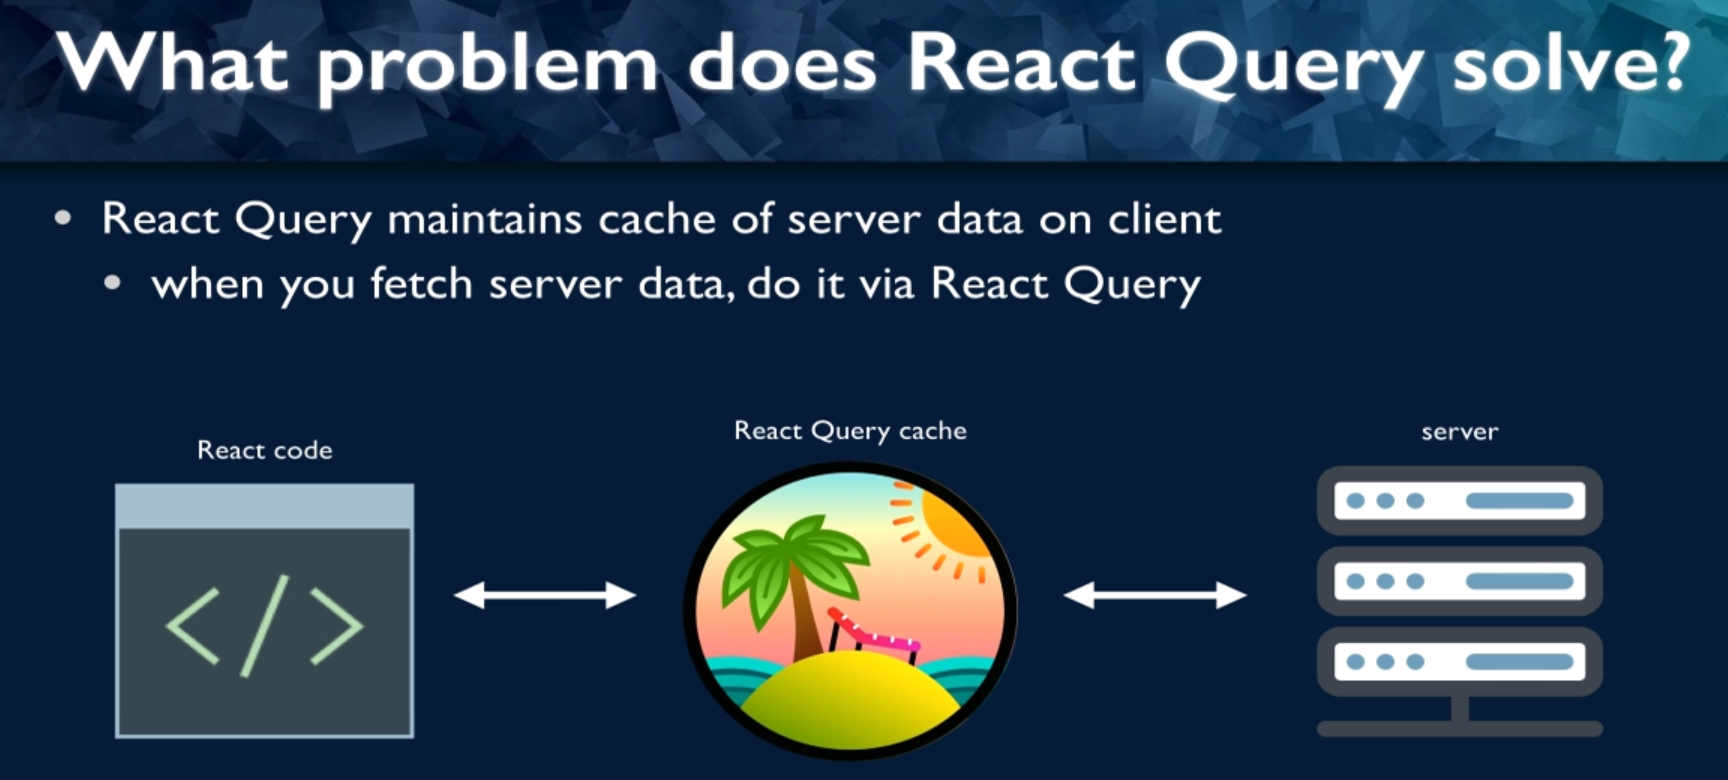 What problem does React Query solve?
• React Query maintains cache of server data on client
• when you fetch server data, do it via React Query
React code
React Query cache
server
</>